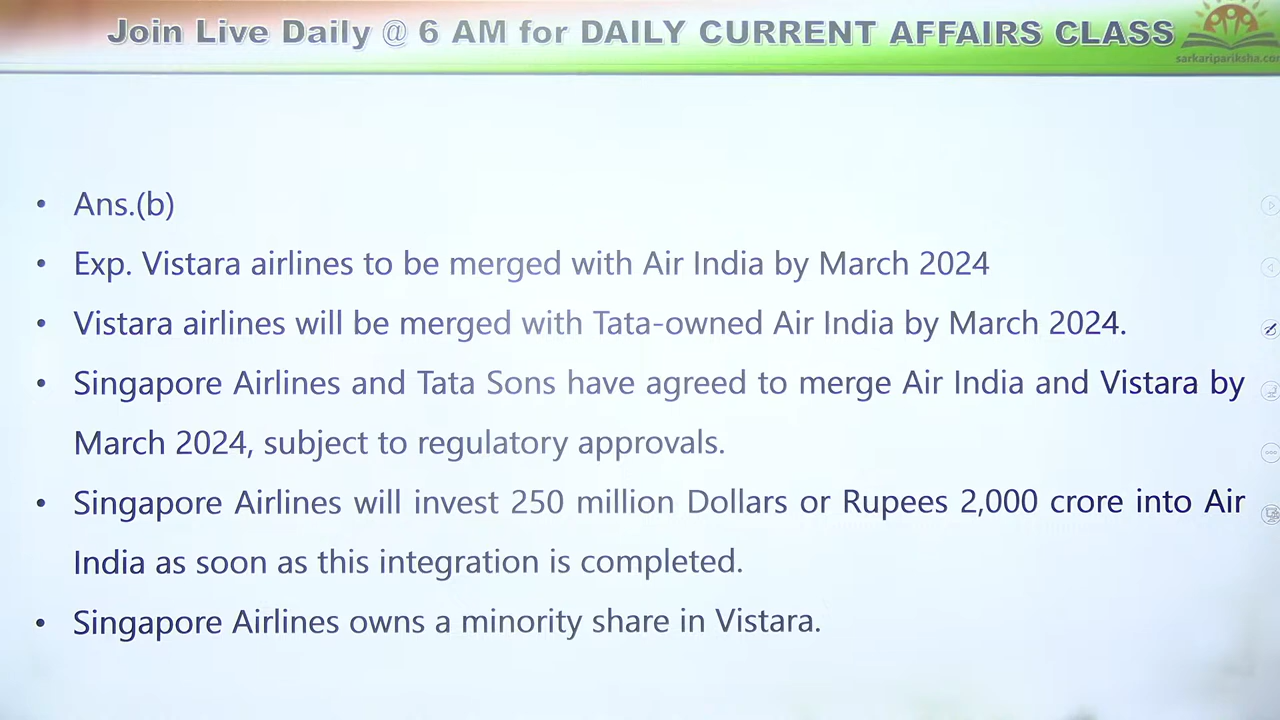 Join Live Daily @ 6 AM for DAILY CURRENT AFFAIRS CLASS
sarkaripariksha.com
• Ans.(b)
• Exp. Vistara airlines to be merged with Air India by March 2024
• Vistara airlines will be merged with Tata-owned Air India by March 2024.
• Singapore Airlines and Tata Sons have agreed to merge Air India and Vistara by
March 2024, subject to regulatory approvals.
• Singapore Airlines will invest 250 million Dollars or Rupees 2,000 crore into Air
India as soon as this integration is completed.
• Singapore Airlines owns a minority share in Vistara.